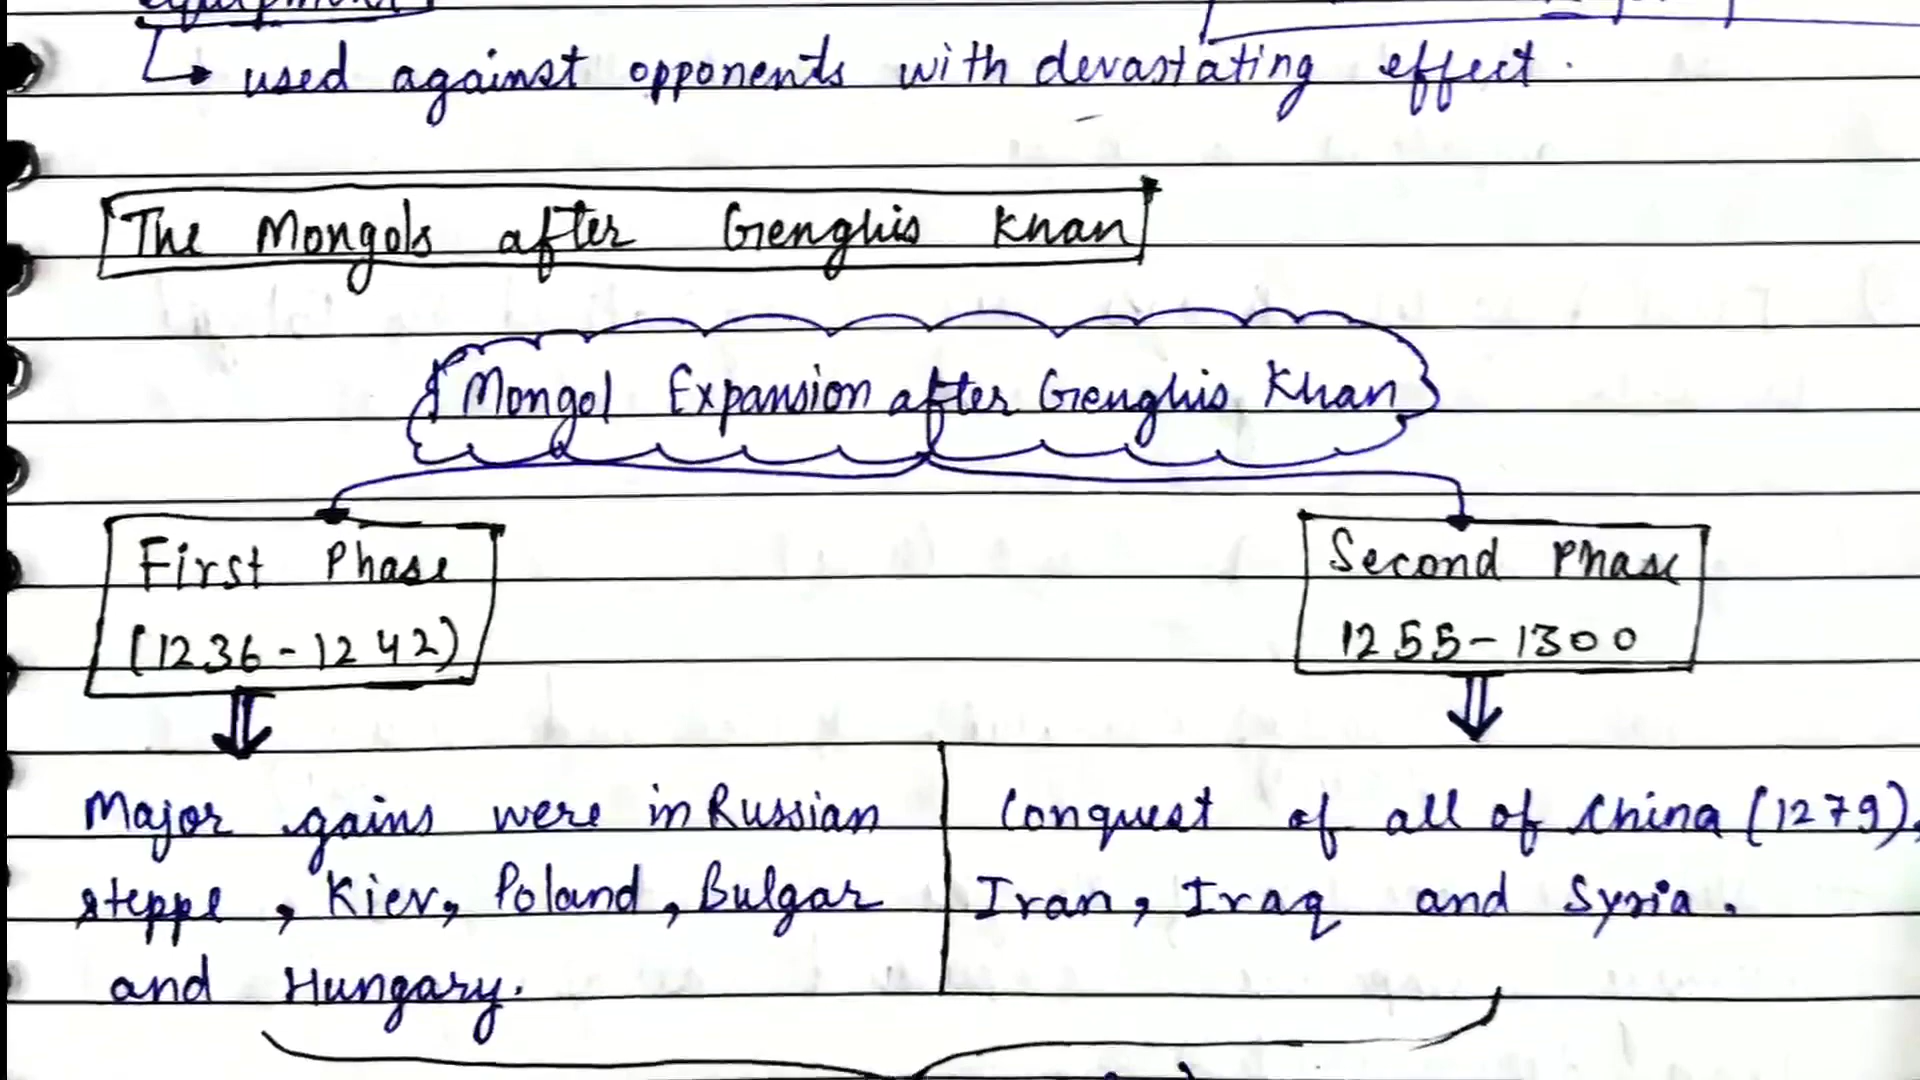 equipment
used against opponents with devastating effect.
The Mongols after Genghis Khan
Mongol Expansion after Genghis Khan
First Phase
(1236-1242)
Second Phase
1255-1300
Major gains were in Russian
steppe, Kiev, Poland, Bulgar
and Hungary.
Conquest of all of China (1279),
Iran, Iraq and Syria.